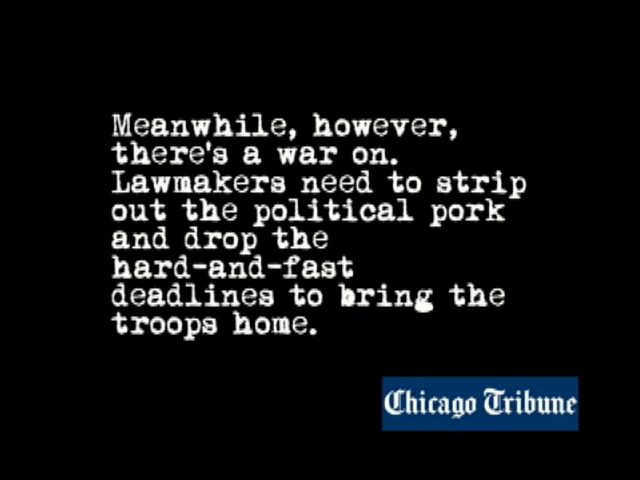 Meanwhile, however,
there's a war on.
Lawmakers need to strip
out the political pork
and drop the
hard-and-fast
deadlines to bring the
troops home.
Chicago Tribune